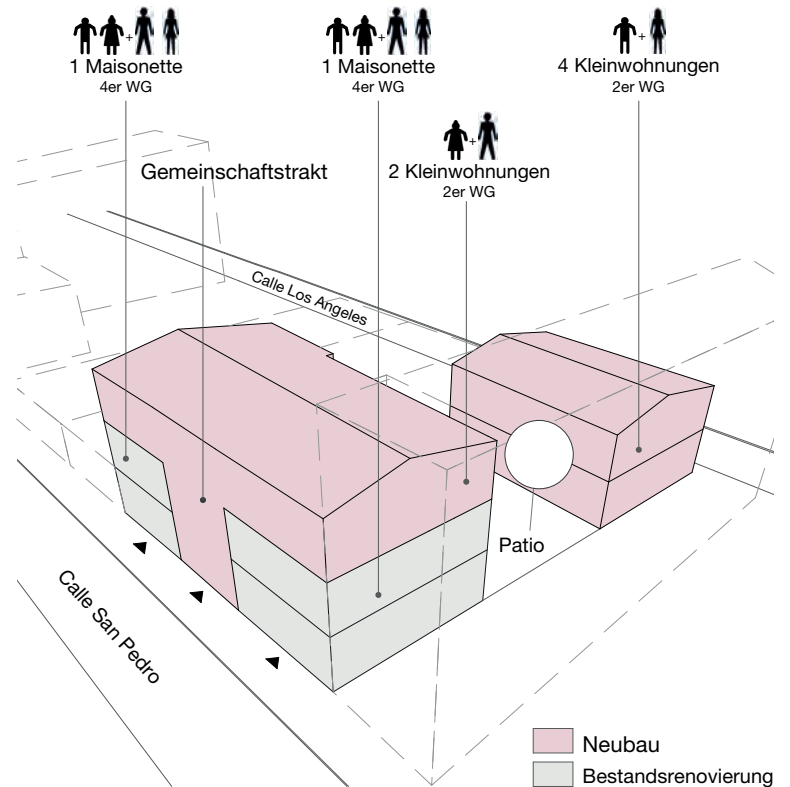 1 Maisonette
4er WG
1 Maisonette
4er WG
4 Kleinwohnungen
2er WG
Gemeinschaftstrakt
2 Kleinwohnungen
2er WG
Calle Los Angeles
Patio
Calle San Pedro
Neubau
Bestandsrenovierung